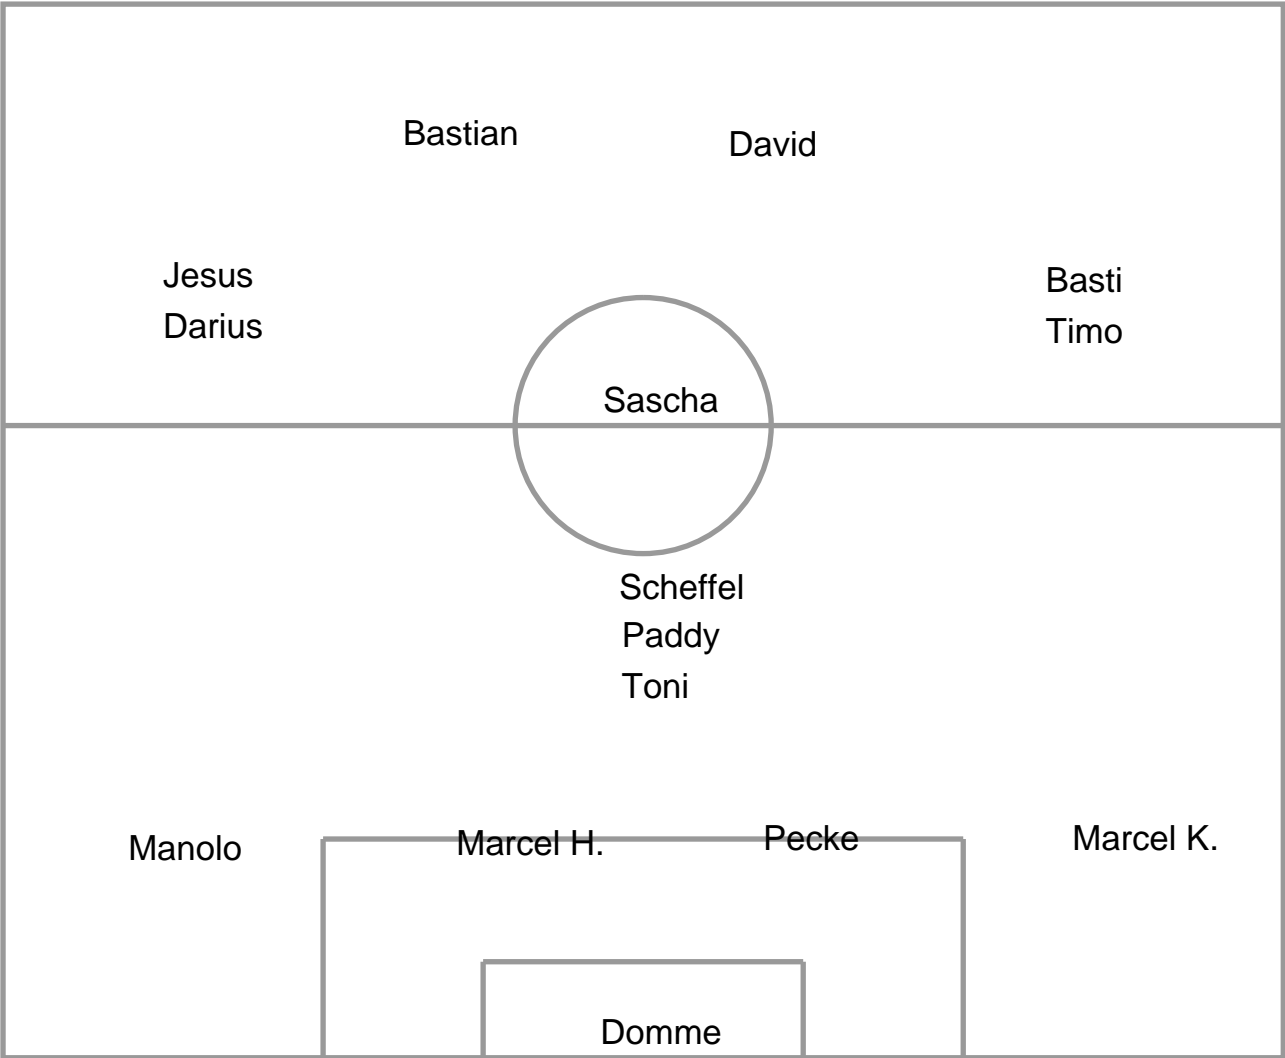 Bastian
David
Jesus
Darius
Basti
Timo
Sascha
Scheffel
Paddy
Toni
Manolo
Marcel H.
Pecke
Marcel K.
Domme